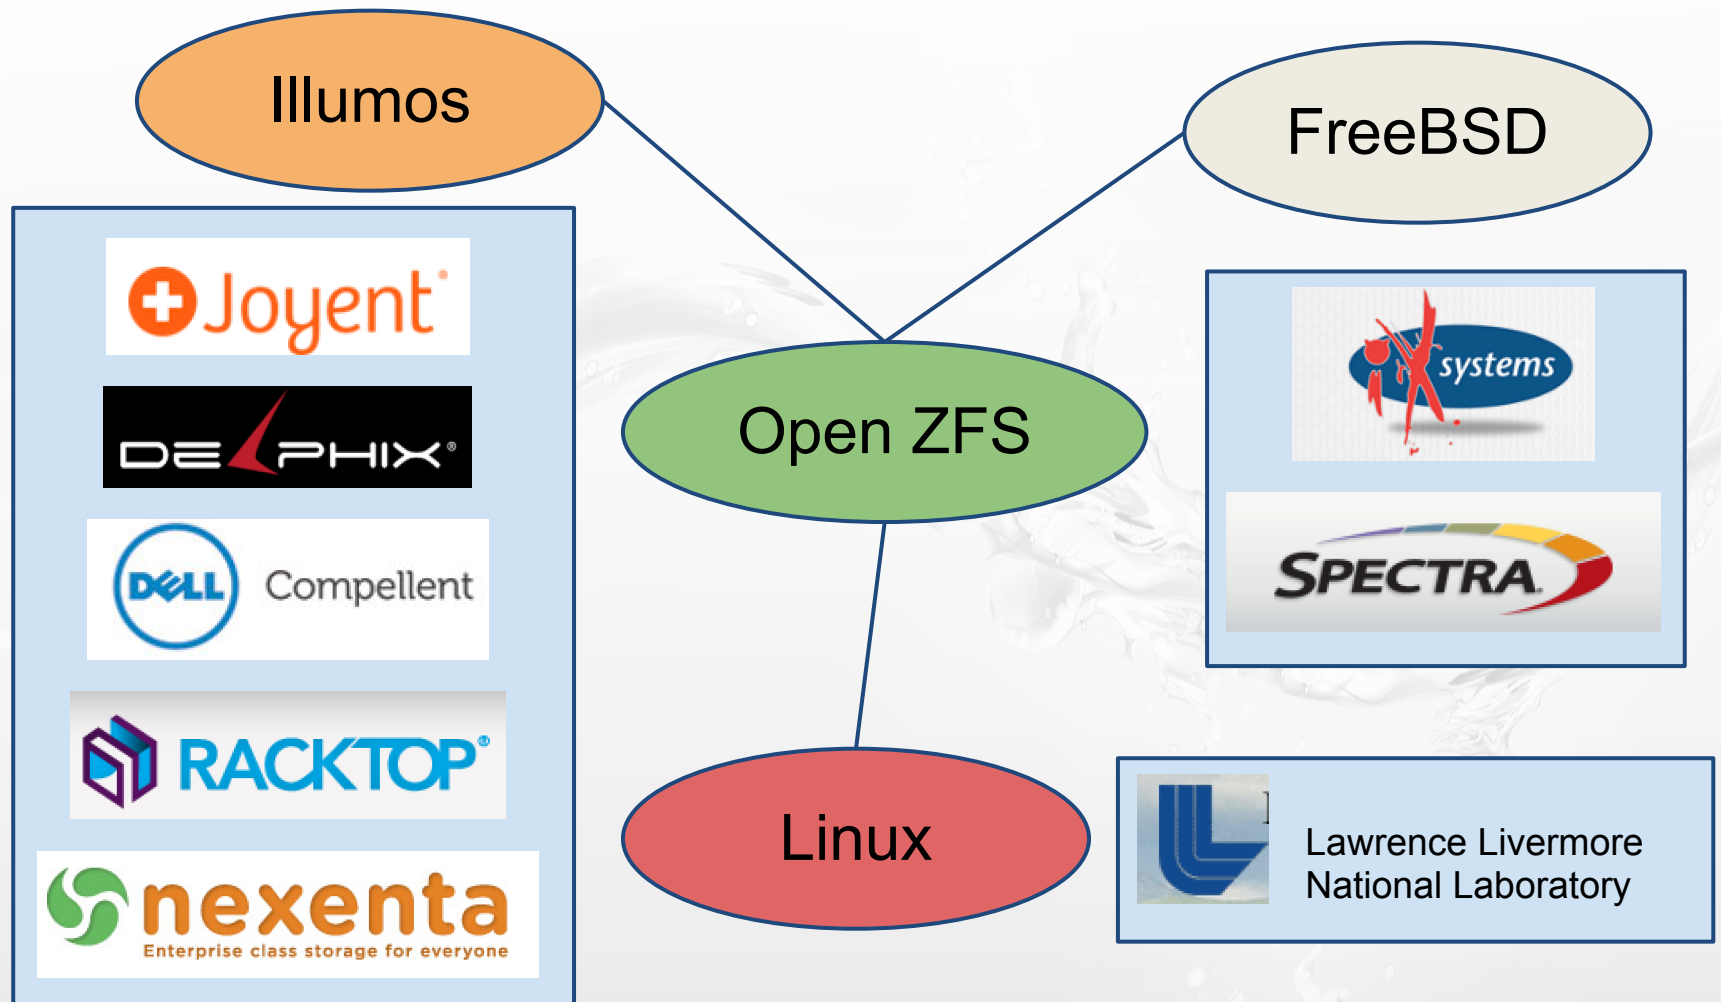 Illumos
FreeBSD
Joyent
DELPHIX®
DELL Compellent
RACKTOP®
nexenta
Enterprise class storage for everyone
Open ZFS
iX systems
SPECTRA
Linux
Lawrence Livermore
National Laboratory